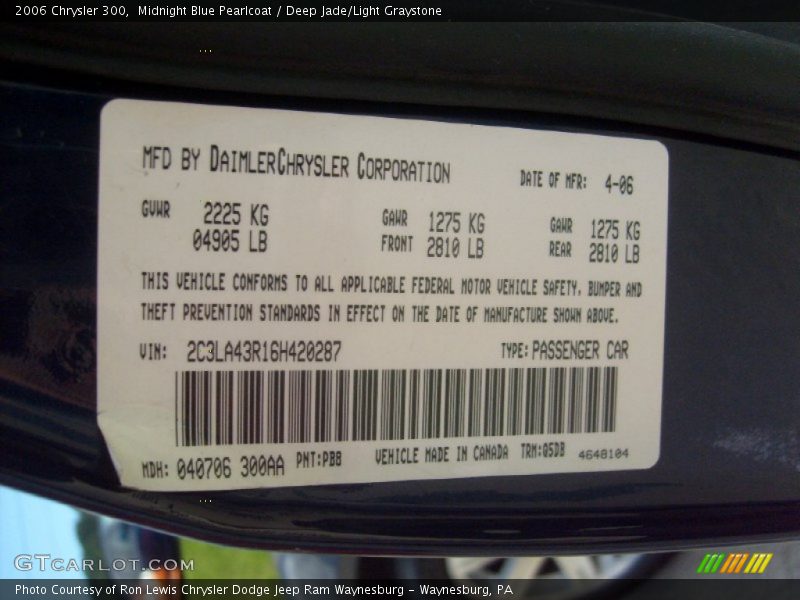 2006 Chrysler 300, Midnight Blue Pearlcoat / Deep Jade/Light Graystone
MFD BY DAIMLERCHRYSLER CORPORATION
DATE OF MFR: 4-06
GVWR 2225 KG
04905 LB
GAWR 1275 KG
FRONT 2810 LB
GAWR 1275 KG
REAR 2810 LB
THIS VEHICLE CONFORMS TO ALL APPLICABLE FEDERAL MOTOR VEHICLE SAFETY, BUMPER AND
THEFT PREVENTION STANDARDS IN EFFECT ON THE DATE OF MANUFACTURE SHOWN ABOVE.
VIN: 2C3LA43R16H420287
TYPE: PASSENGER CAR
MDH: 040706 300AA
PNT:PB8
VEHICLE MADE IN CANADA
TRM:Q5DB
4648104
GTCARLOT.COM
Photo Courtesy of Ron Lewis Chrysler Dodge Jeep Ram Waynesburg - Waynesburg, PA